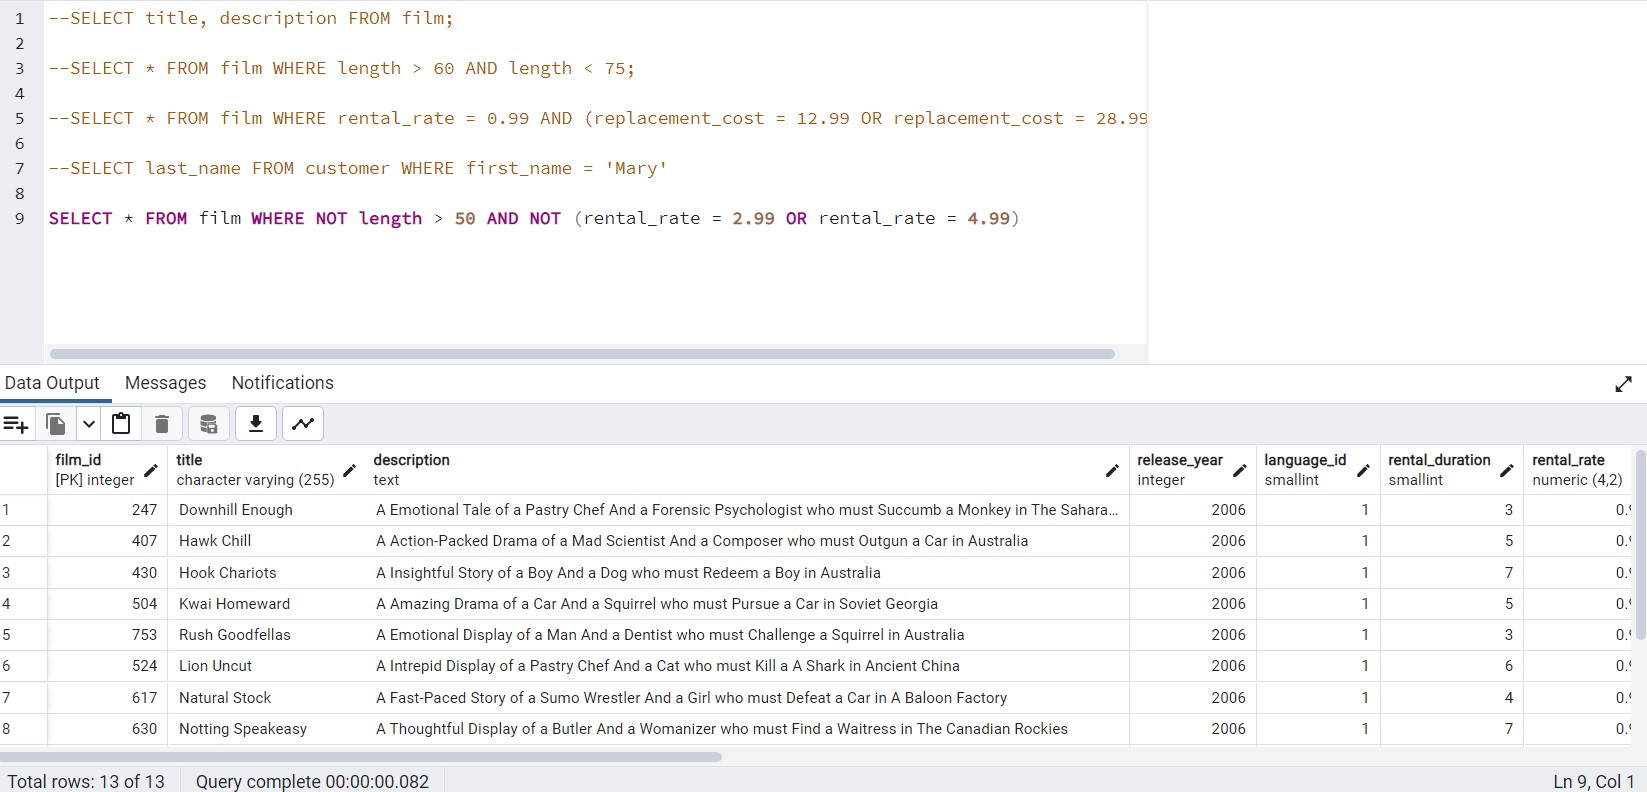 1 --SELECT title, description FROM film;
2
3 --SELECT * FROM film WHERE length > 60 AND length < 75;
4
5 --SELECT * FROM film WHERE rental_rate = 0.99 AND (replacement_cost = 12.99 OR replacement_cost = 28.99
6
7 --SELECT last_name FROM customer WHERE first_name = 'Mary'
8
9 SELECT * FROM film WHERE NOT length > 50 AND NOT (rental_rate = 2.99 OR rental_rate = 4.99)
Data Output Messages Notifications
film_id title description release_year language_id rental_duration rental_rate
[PK] integer character varying (255) text integer smallint smallint numeric (4,2)
1 247 Downhill Enough A Emotional Tale of a Pastry Chef And a Forensic Psychologist who must Succumb a Monkey in The Sahara... 2006 1 3 0.9
2 407 Hawk Chill A Action-Packed Drama of a Mad Scientist And a Composer who must Outgun a Car in Australia 2006 1 5 0.9
3 430 Hook Chariots A Insightful Story of a Boy And a Dog who must Redeem a Boy in Australia 2006 1 7 0.9
4 504 Kwai Homeward A Amazing Drama of a Car And a Squirrel who must Pursue a Car in Soviet Georgia 2006 1 5 0.9
5 753 Rush Goodfellas A Emotional Display of a Man And a Dentist who must Challenge a Squirrel in Australia 2006 1 3 0.9
6 524 Lion Uncut A Intrepid Display of a Pastry Chef And a Cat who must Kill a A Shark in Ancient China 2006 1 6 0.9
7 617 Natural Stock A Fast-Paced Story of a Sumo Wrestler And a Girl who must Defeat a Car in A Baloon Factory 2006 1 4 0.9
8 630 Notting Speakeasy A Thoughtful Display of a Butler And a Womanizer who must Find a Waitress in The Canadian Rockies 2006 1 7 0.9
Total rows: 13 of 13 Query complete 00:00:00.082 Ln 9, Col 1